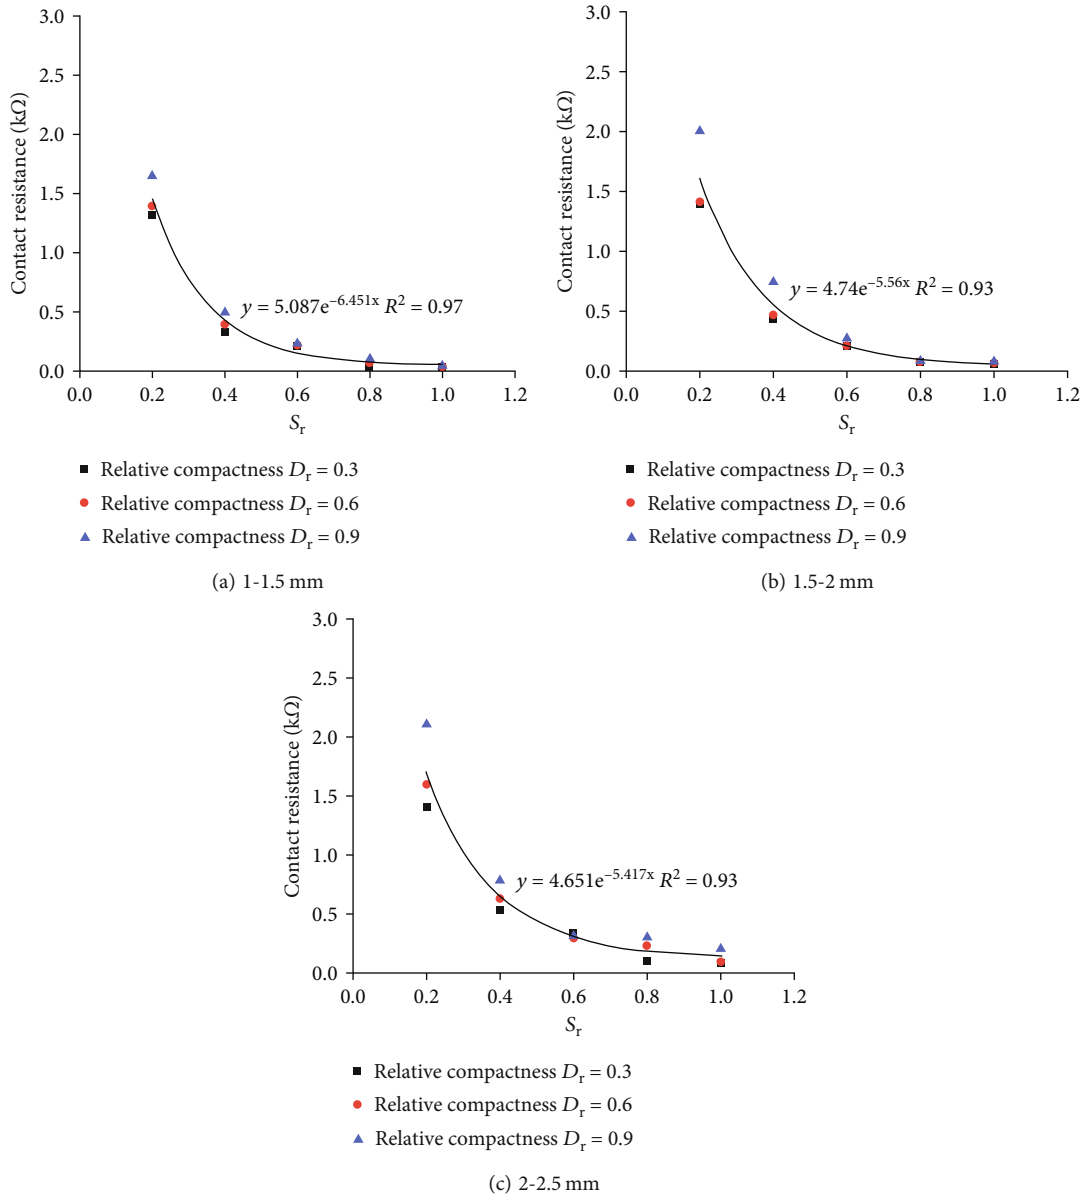 3.0
2.5
2.0
1.5
1.0
0.5
0.0
Contact resistance (kΩ)
y = 5.087e^–6.451x R² = 0.97
0.0 0.2 0.4 0.6 0.8 1.0 1.2
Sr
Relative compactness Dr = 0.3
Relative compactness Dr = 0.6
Relative compactness Dr = 0.9
(a) 1-1.5 mm
3.0
2.5
2.0
1.5
1.0
0.5
0.0
Contact resistance (kΩ)
y = 4.74e^–5.56x R² = 0.93
0.0 0.2 0.4 0.6 0.8 1.0 1.2
Sr
Relative compactness Dr = 0.3
Relative compactness Dr = 0.6
Relative compactness Dr = 0.9
(b) 1.5-2 mm
3.0
2.5
2.0
1.5
1.0
0.5
0.0
Contact resistance (kΩ)
y = 4.651e^–5.417x R² = 0.93
0.0 0.2 0.4 0.6 0.8 1.0 1.2
Sr
Relative compactness Dr = 0.3
Relative compactness Dr = 0.6
Relative compactness Dr = 0.9
(c) 2-2.5 mm